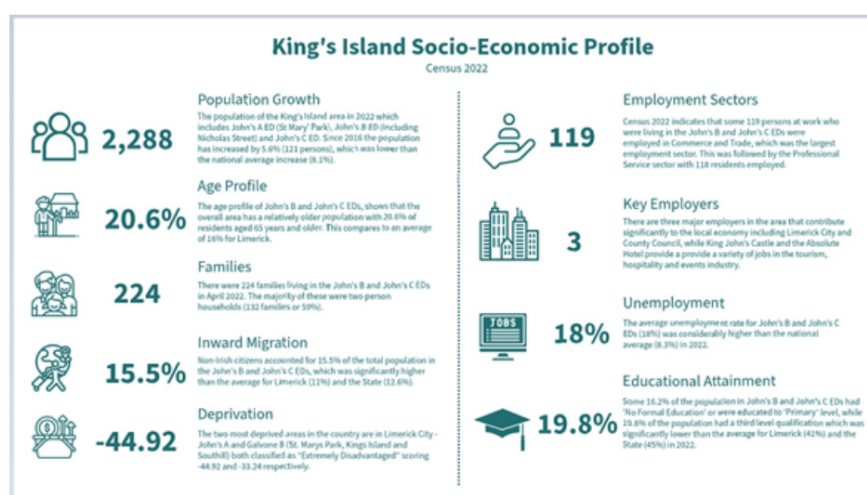 King's Island Socio-Economic Profile
Census 2022
Population Growth
2,288
The population of the King's Island area in 2022 which
includes John's A ED (St Mary' Park), John's B ED (including
Nicholas Street) and John's C ED. Since 2016 the population
has increased by 5.6% (121 persons), which was lower than
the national average increase (8.1%).
Age Profile
20.6%
The age profile of John's B and John's C EDs, shows that the
overall area has a relatively older population with 20.6% of
residents aged 65 years and older. This compares to an average
of 16% for Limerick.
Families
224
There were 224 families living in the John's B and John's C EDs
in April 2022. The majority of these were two person
households (132 families or 59%).
Inward Migration
15.5%
Non-Irish citizens accounted for 15.5% of the total population in
the John's B and John's C EDs, which was significantly higher
than the average for Limerick (11%) and the State (12.6%).
Deprivation
-44.92
The two most deprived areas in the country are in Limerick City -
John's A and Galvone B (St. Marys Park, Kings Island and
Southill) both classified as "Extremely Disadvantaged" scoring
-44.92 and -33.24 respectively.
Employment Sectors
119
Census 2022 indicates that some 119 persons at work who
were living in the John's B and John's C EDs were
employed in Commerce and Trade, which was the largest
employment sector. This was followed by the Professional
Service sector with 118 residents employed.
Key Employers
3
There are three major employers in the area that contribute
significantly to the local economy including Limerick City and
County Council, while King John's Castle and the Absolute
Hotel provide a provide a variety of jobs in the tourism,
hospitality and events industry.
Unemployment
JOBS
18%
The average unemployment rate for John's B and John's C
EDs (18%) was considerably higher than the national
average (8.3%) in 2022.
Educational Attainment
19.8%
Some 16.2% of the population in John's B and John's C EDs had
'No Formal Education' or were educated to 'Primary' level, while
19.8% of the population had a third level qualification which was
significantly lower than the average for Limerick (41%) and the
State (45%) in 2022.